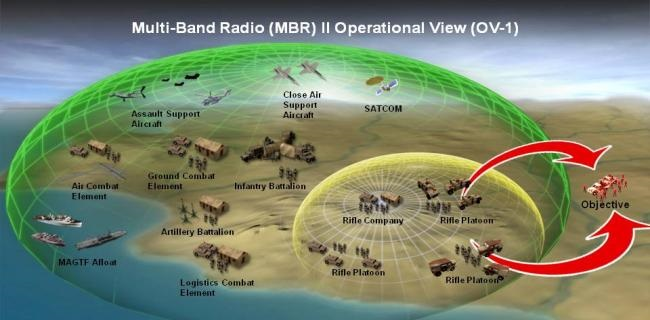 Multi-Band Radio (MBR) II Operational View (OV-1)
Close Air
Support
Aircraft
SATCOM
Assault Support
Aircraft
Air Combat
Element
Ground Combat
Element
Infantry Battalion
Objective
Rifle Company
Rifle Platoon
Artillery Battalion
MAGTF Afloat
Rifle Platoon
Rifle Platoon
Logistics Combat
Element